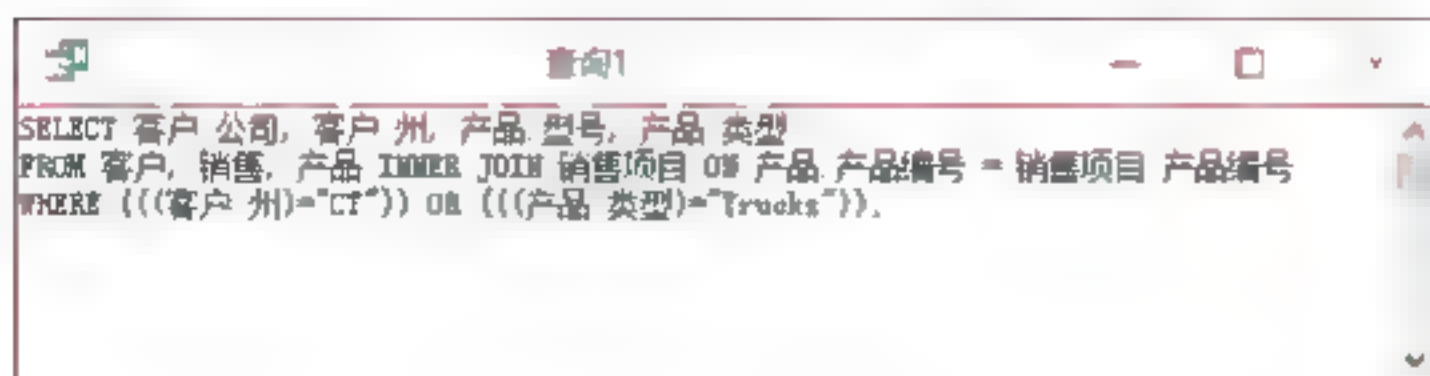 查询1
SELECT 客户.公司, 客户.州, 产品.型号, 产品.类型
FROM 客户, 销售, 产品 INNER JOIN 销售项目 ON 产品.产品编号 = 销售项目.产品编号
WHERE (((客户.州)="CT")) OR (((产品.类型)="Trucks"));